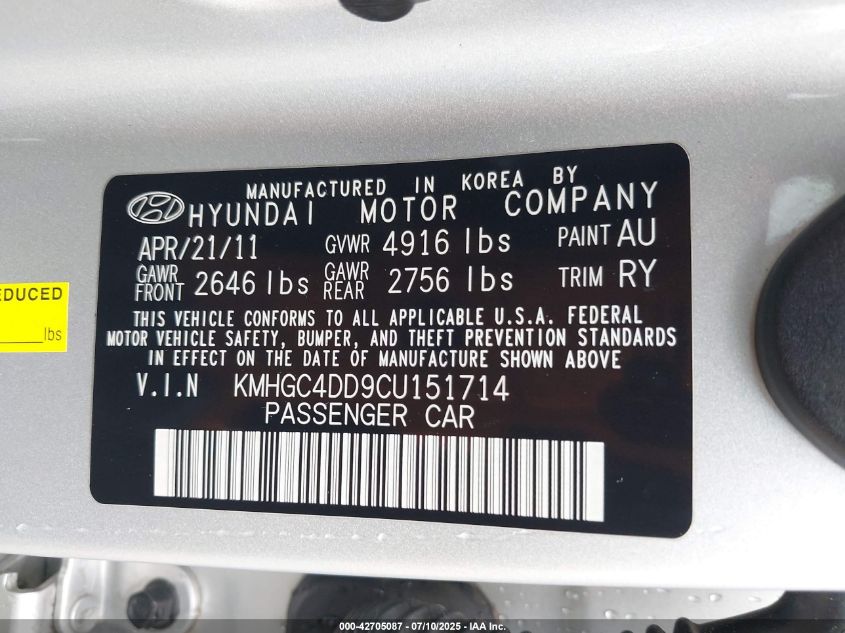 MANUFACTURED IN KOREA BY
HYUNDAI MOTOR COMPANY
APR/21/11 GVWR 4916 lbs PAINT AU
GAWR FRONT 2646 lbs GAWR REAR 2756 lbs TRIM RY
THIS VEHICLE CONFORMS TO ALL APPLICABLE U.S.A. FEDERAL
MOTOR VEHICLE SAFETY, BUMPER, AND THEFT PREVENTION STANDARDS
IN EFFECT ON THE DATE OF MANUFACTURE SHOWN ABOVE
V.I.N KMHGC4DD9CU151714
PASSENGER CAR
EDUCED
lbs
000-42705087 - 07/10/2025 - IAA Inc.